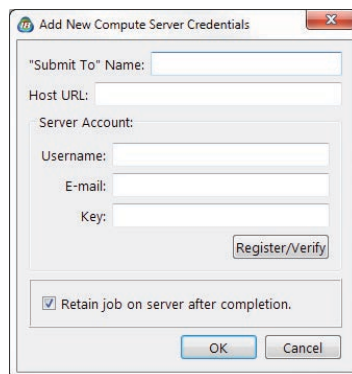 Add New Compute Server Credentials
"Submit To" Name:
Host URL:
Server Account:
Username:
E-mail:
Key:
Register/Verify
Retain job on server after completion.
OK Cancel